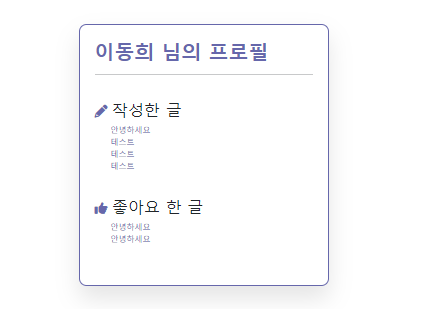 이동희 님의 프로필
작성한 글
안녕하세요
테스트
테스트
테스트
좋아요 한 글
안녕하세요
안녕하세요